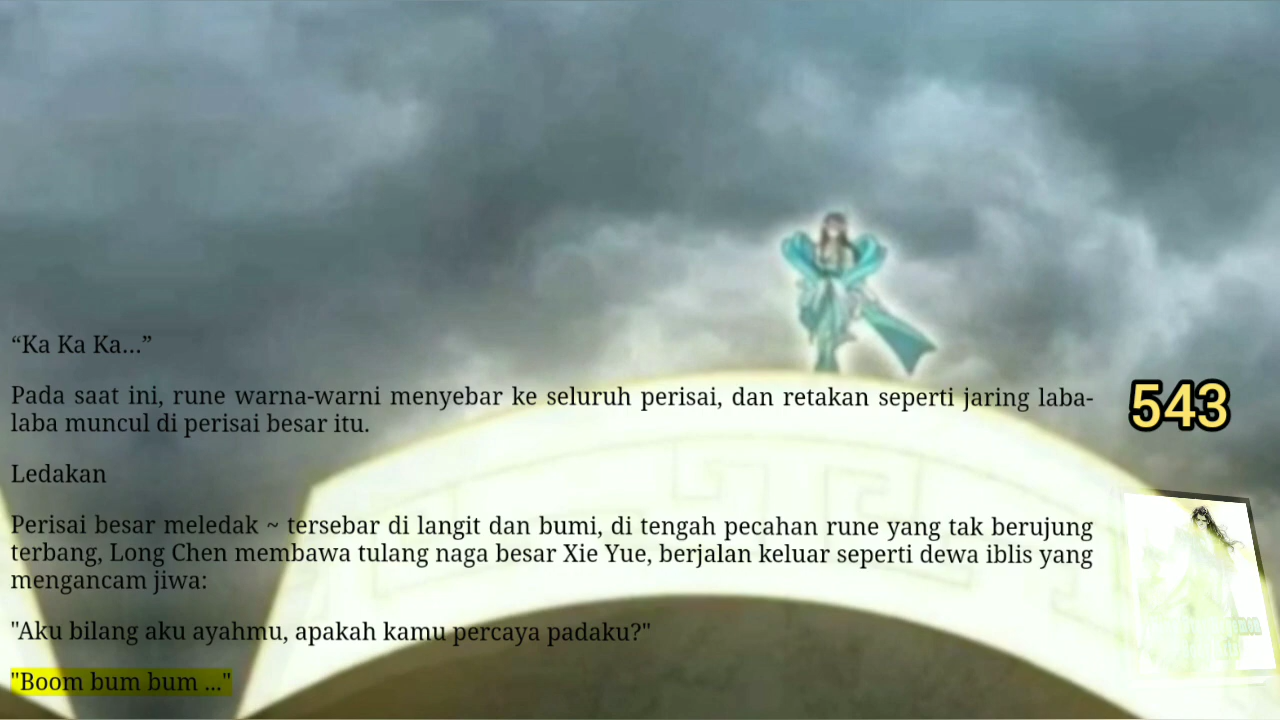 “Ka Ka Ka...”
Pada saat ini, rune warna-warni menyebar ke seluruh perisai, dan retakan seperti jaring laba-
laba muncul di perisai besar itu.
543
Ledakan
Perisai besar meledak ~ tersebar di langit dan bumi, di tengah pecahan rune yang tak berujung
terbang, Long Chen membawa tulang naga besar Xie Yue, berjalan keluar seperti dewa iblis yang
mengancam jiwa:
"Aku bilang aku ayahmu, apakah kamu percaya padaku?"
"Boom bum bum ..."